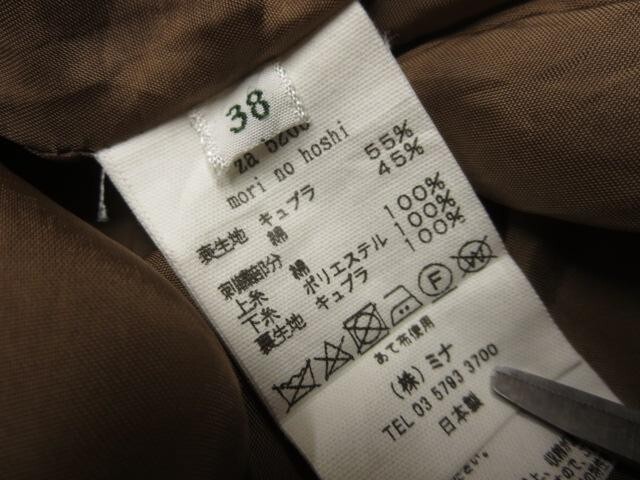 38
za 5200
mori no hoshi
表生地 キュプラ 55%
綿 45%
刺繍部分
上糸 綿 100%
下糸 ポリエステル 100%
裏生地 キュプラ 100%
F
W
あて布使用
(株) ミナ
TEL 03 5793 3700
日本製